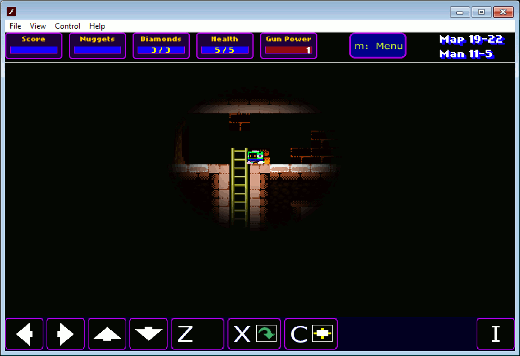 File View Control Help
Score Nuggets Diamonds Health Gun Power
3 / 3 5 / 5 1
m: Menu
Map 19-22
Man 11-5
Z X C I